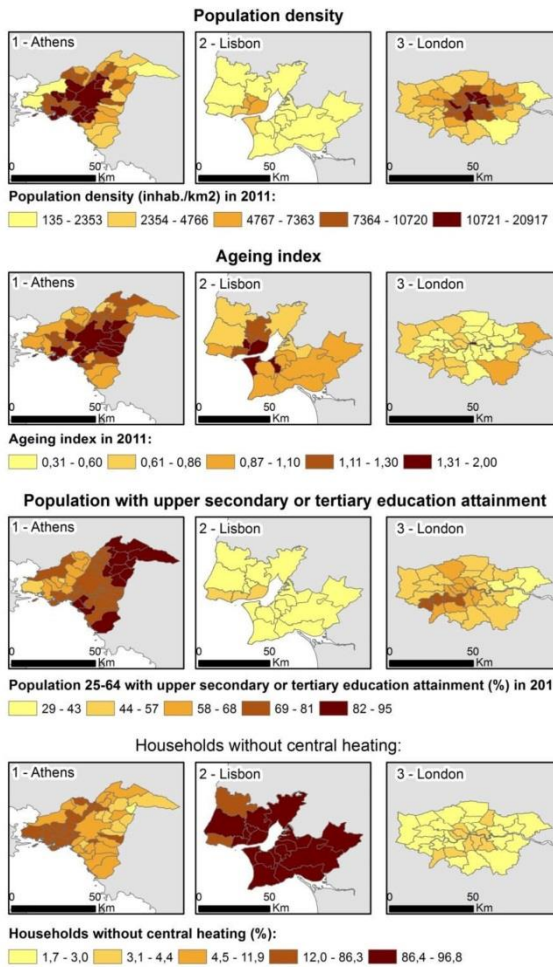 Population density
1 - Athens 2 - Lisbon 3 - London
0 50 Km 0 50 Km 0 50 Km
Population density (inhab./km2) in 2011:
135 - 2353 2354 - 4766 4767 - 7363 7364 - 10720 10721 - 20917
Ageing index
1 - Athens 2 - Lisbon 3 - London
0 50 Km 0 50 Km 0 50 Km
Ageing index in 2011:
0,31 - 0,60 0,61 - 0,86 0,87 - 1,10 1,11 - 1,30 1,31 - 2,00
Population with upper secondary or tertiary education attainment
1 - Athens 2 - Lisbon 3 - London
0 50 Km 0 50 Km 0 50 Km
Population 25-64 with upper secondary or tertiary education attainment (%) in 201
29 - 43 44 - 57 58 - 68 69 - 81 82 - 95
Households without central heating:
1 - Athens 2 - Lisbon 3 - London
0 50 Km 0 50 Km 0 50 Km
Households without central heating (%):
1,7 - 3,0 3,1 - 4,4 4,5 - 11,9 12,0 - 86,3 86,4 - 96,8